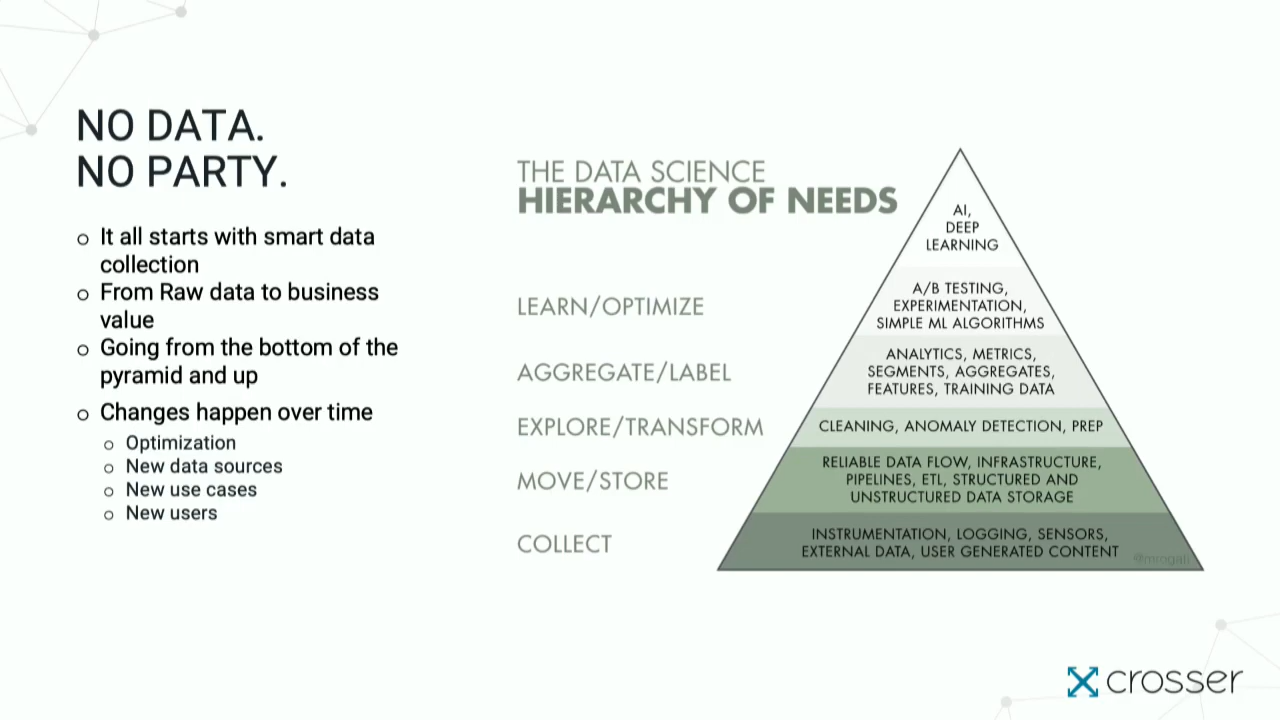 NO DATA.
NO PARTY.
It all starts with smart data
collection
From Raw data to business
value
Going from the bottom of the
pyramid and up
Changes happen over time
Optimization
New data sources
New use cases
New users
THE DATA SCIENCE
HIERARCHY OF NEEDS
LEARN/OPTIMIZE
AGGREGATE/LABEL
EXPLORE/TRANSFORM
MOVE/STORE
COLLECT
AI,
DEEP
LEARNING
A/B TESTING,
EXPERIMENTATION,
SIMPLE ML ALGORITHMS
ANALYTICS, METRICS,
SEGMENTS, AGGREGATES,
FEATURES, TRAINING DATA
CLEANING, ANOMALY DETECTION, PREP
RELIABLE DATA FLOW, INFRASTRUCTURE,
PIPELINES, ETL, STRUCTURED AND
UNSTRUCTURED DATA STORAGE
INSTRUMENTATION, LOGGING, SENSORS,
EXTERNAL DATA, USER GENERATED CONTENT
@mrogati
crosser